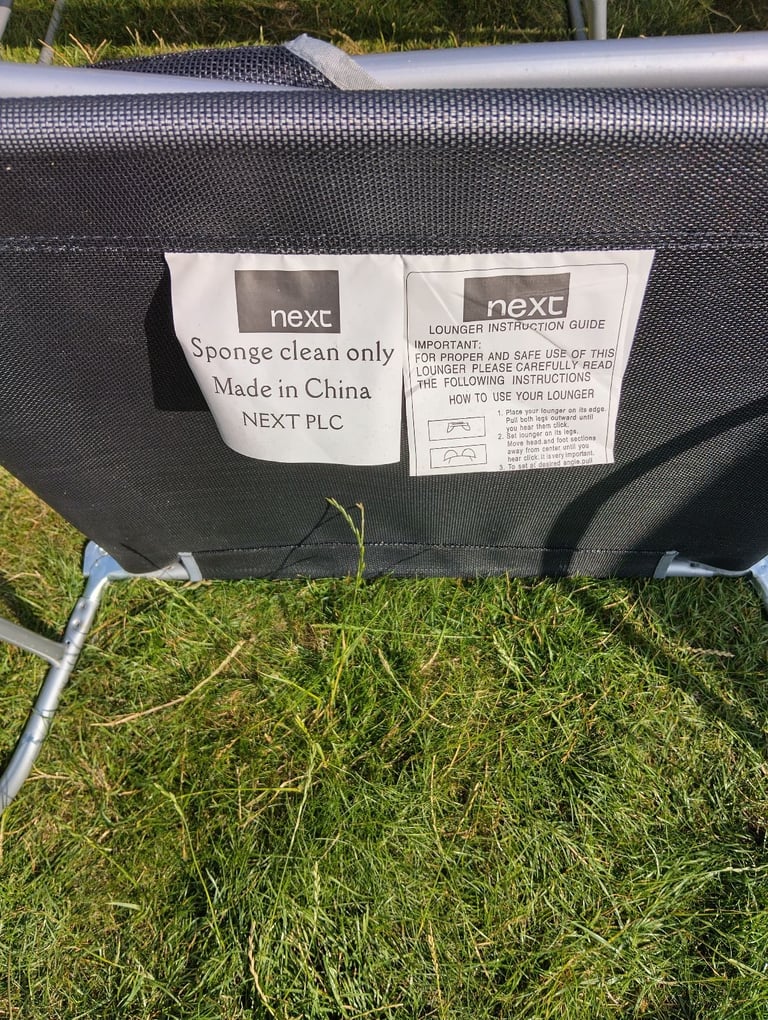 next
Sponge clean only
Made in China
NEXT PLC
next
LOUNGER INSTRUCTION GUIDE
IMPORTANT:
FOR PROPER AND SAFE USE OF THIS
LOUNGER PLEASE CAREFULLY READ
THE FOLLOWING INSTRUCTIONS
HOW TO USE YOUR LOUNGER
1. Place your lounger on its edge.
Pull both legs outward until
you hear them click.
2. Set lounger on its legs.
Move head and foot sections
away from center until you
hear click. it is very important.
3. To set at desired angle,pull